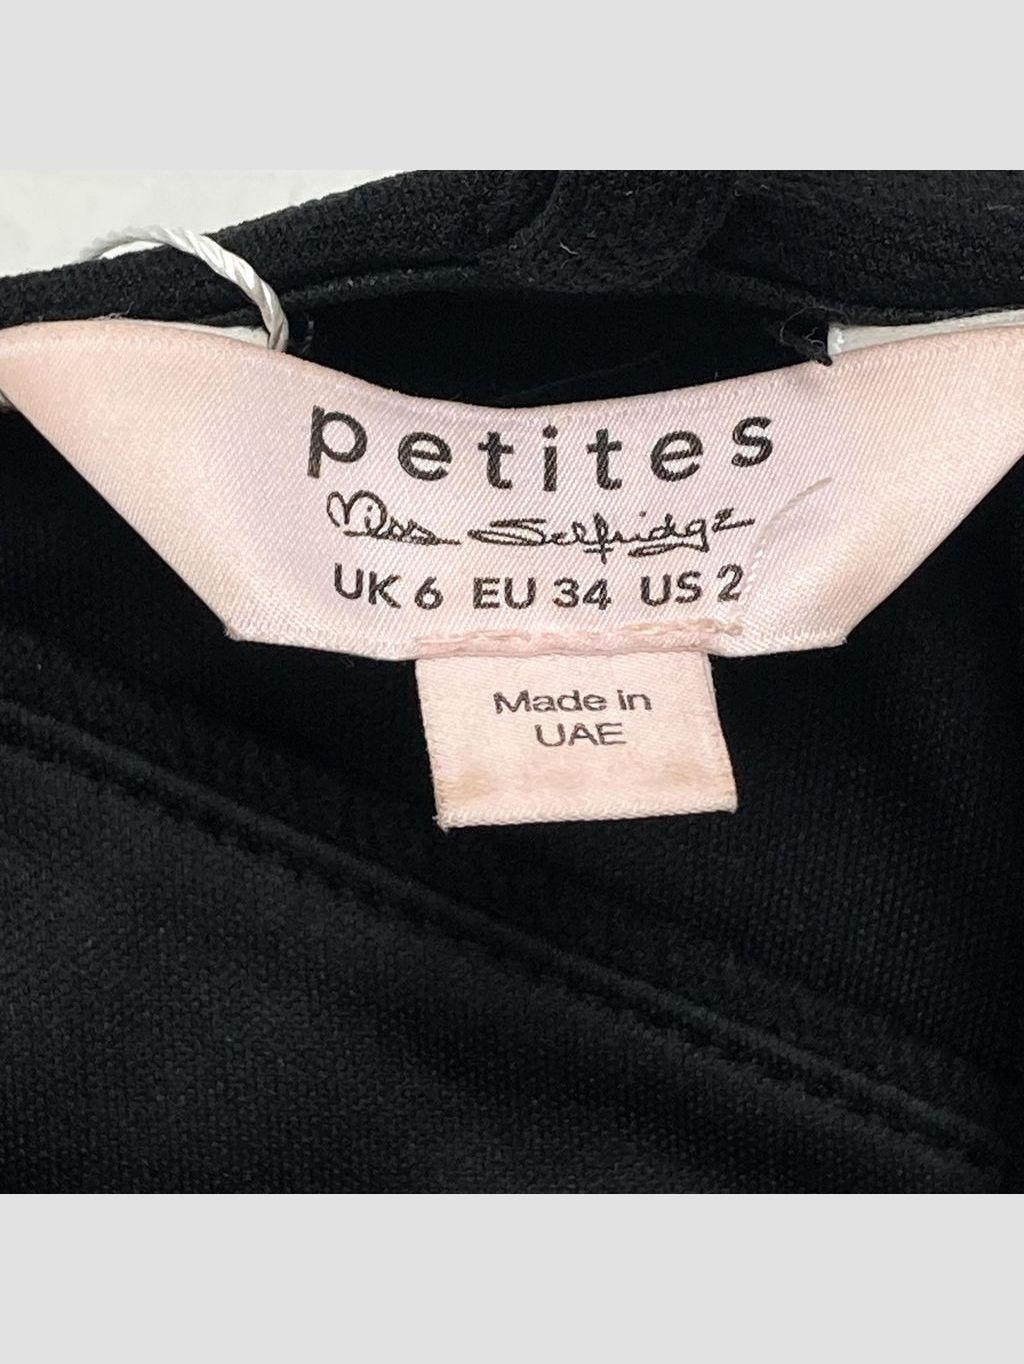 petites
Miss Selfridge
UK 6 EU 34 US 2
Made in
UAE